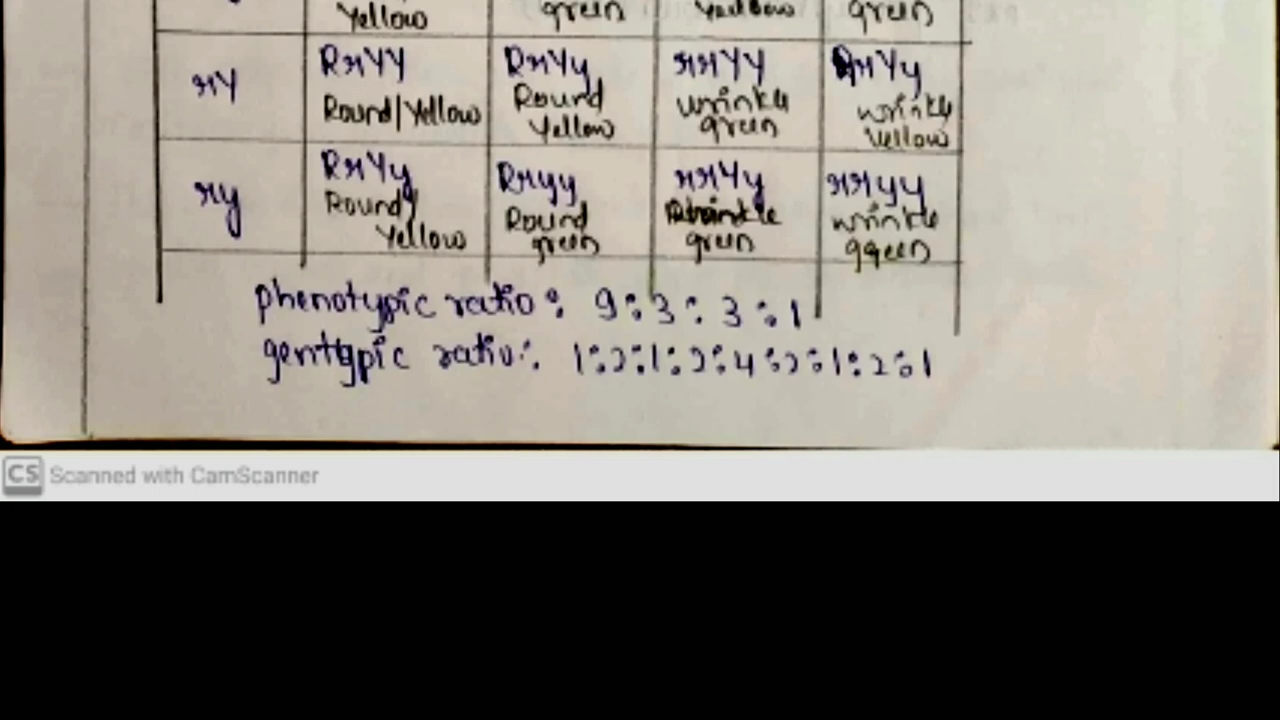 Yellow green Yellow green
rY RrYY RrYy rrYY rrYy
Round/Yellow Round wrinkle wrinkle
Yellow green Yellow
ry RrYy Rryy rrYy rryy
Round/ Round wrinkle wrinkle
Yellow green green green
phenotypic ratio: 9:3:3:1
ratio: 1:2:1:2:4:2:1:2:1
CS Scanned with CamScanner